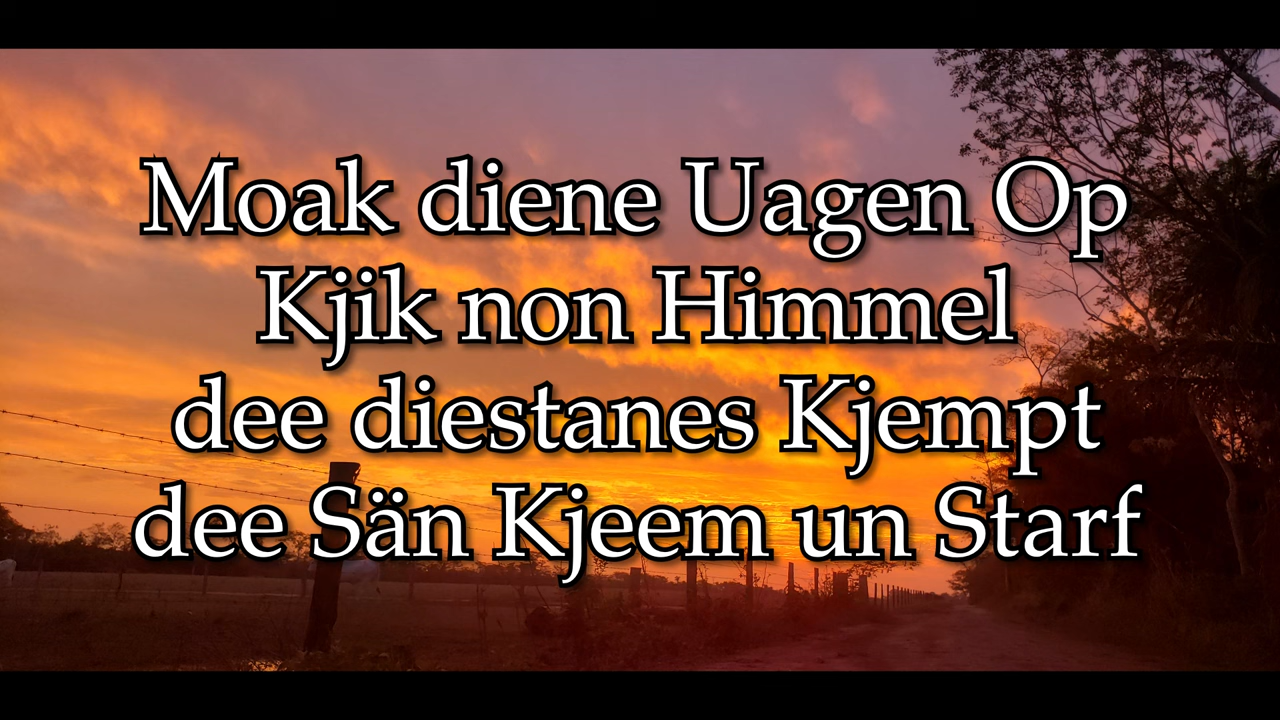 Moak diene Uagen Op
Kjik non Himmel
dee diestanes Kjempt
dee Sän Kjeem un Starf